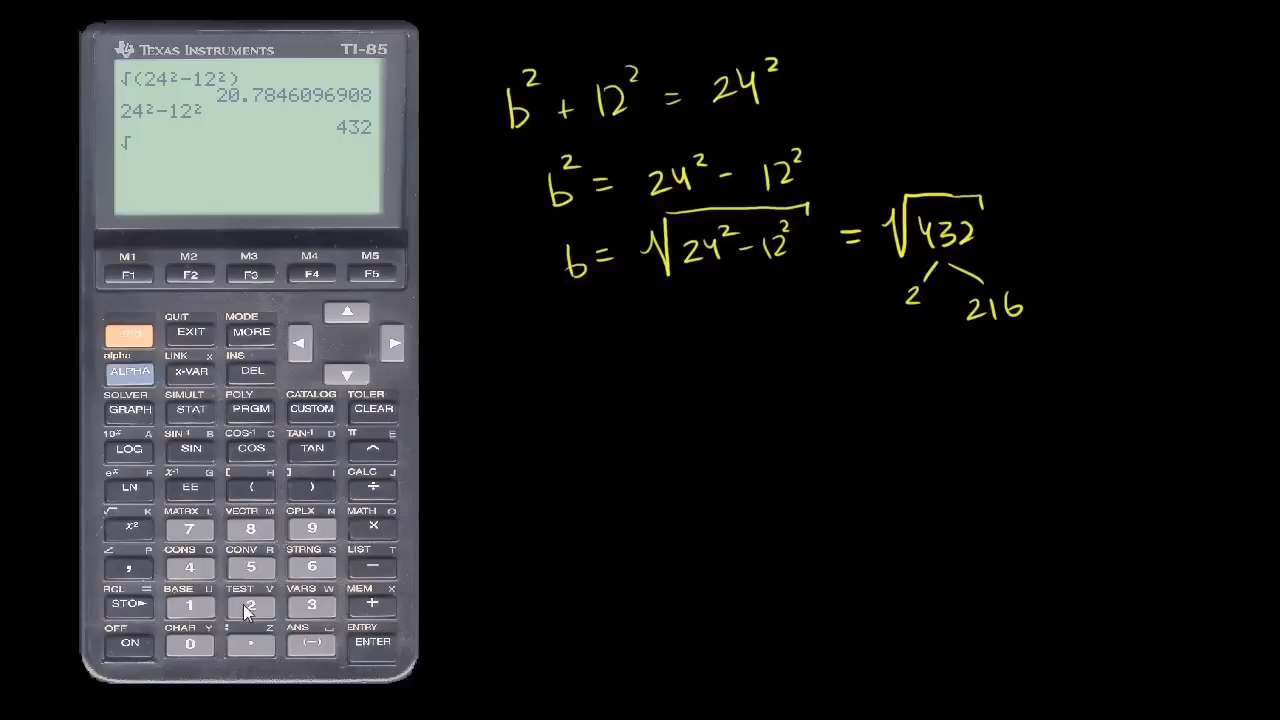 TEXAS INSTRUMENTS TI-85
√(24²-12²)
20.7846096908
24²-12²
432
√
M1 M2 M3 M4 M5
F1 F2 F3 F4 F5
QUIT MODE
EXIT MORE
alpha LINK x INS
ALPHA x-VAR DEL
SOLVER SIMULT POLY CATALOG TOLER
GRAPH STAT PRGM CUSTOM CLEAR
10ˣ A SIN⁻¹ B COS⁻¹ C TAN⁻¹ D π E
LOG SIN COS TAN ^
eˣ F x⁻¹ G [ H ] I CALC J
LN EE ( ) ÷
√ K MATRX L VECTR M CPLX N MATH O
x² 7 8 9 ×
∠ P CONS Q CONV R STRNG S LIST T
, 4 5 6 −
RCL = BASE U TEST V VARS W MEM X
STO▸ 1 2 3 +
OFF CHAR Y : Z ANS ENTRY
ON 0 . (−) ENTER
b² + 12² = 24²
b² = 24² - 12²
b = √24² - 12² = √432
2 216